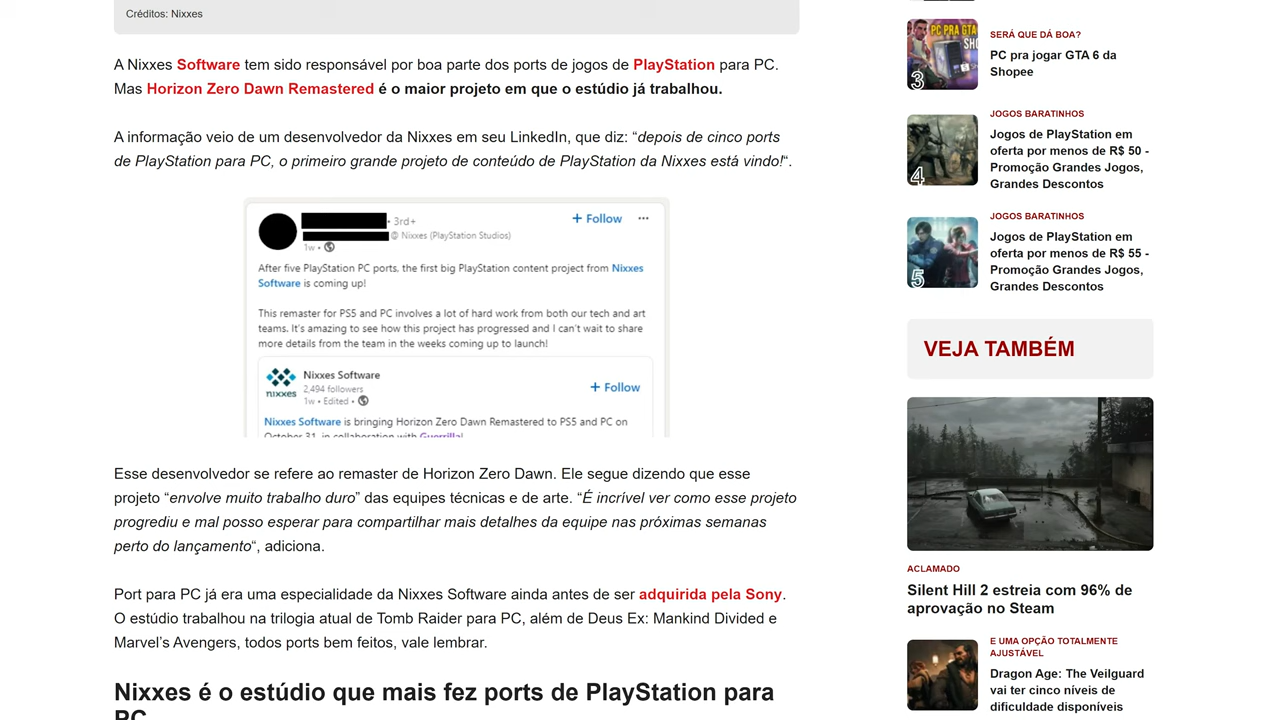 Créditos: Nixxes
A Nixxes Software tem sido responsável por boa parte dos ports de jogos de PlayStation para PC.
Mas Horizon Zero Dawn Remastered é o maior projeto em que o estúdio já trabalhou.
A informação veio de um desenvolvedor da Nixxes em seu LinkedIn, que diz: “depois de cinco ports
de PlayStation para PC, o primeiro grande projeto de conteúdo de PlayStation da Nixxes está vindo!“.
• 3rd+
+ Follow
@ Nixxes (PlayStation Studios)
1w •
After five PlayStation PC ports, the first big PlayStation content project from Nixxes
Software is coming up!
This remaster for PS5 and PC involves a lot of hard work from both our tech and art
teams. It's amazing to see how this project has progressed and I can't wait to share
more details from the team in the weeks coming up to launch!
nixxes
Nixxes Software
2,494 followers
1w • Edited •
+ Follow
Nixxes Software is bringing Horizon Zero Dawn Remastered to PS5 and PC on
October 31, in collaboration with Guerrilla!
Esse desenvolvedor se refere ao remaster de Horizon Zero Dawn. Ele segue dizendo que esse
projeto “envolve muito trabalho duro” das equipes técnicas e de arte. “É incrível ver como esse projeto
progrediu e mal posso esperar para compartilhar mais detalhes da equipe nas próximas semanas
perto do lançamento“, adiciona.
Port para PC já era uma especialidade da Nixxes Software ainda antes de ser adquirida pela Sony.
O estúdio trabalhou na trilogia atual de Tomb Raider para PC, além de Deus Ex: Mankind Divided e
Marvel’s Avengers, todos ports bem feitos, vale lembrar.
Nixxes é o estúdio que mais fez ports de PlayStation para
PC
PC PRA GTA
3
SERÁ QUE DÁ BOA?
PC pra jogar GTA 6 da
Shopee
4
JOGOS BARATINHOS
Jogos de PlayStation em
oferta por menos de R$ 50 -
Promoção Grandes Jogos,
Grandes Descontos
5
JOGOS BARATINHOS
Jogos de PlayStation em
oferta por menos de R$ 55 -
Promoção Grandes Jogos,
Grandes Descontos
VEJA TAMBÉM
ACLAMADO
Silent Hill 2 estreia com 96% de
aprovação no Steam
E UMA OPÇÃO TOTALMENTE
AJUSTÁVEL
Dragon Age: The Veilguard
vai ter cinco níveis de
dificuldade disponíveis